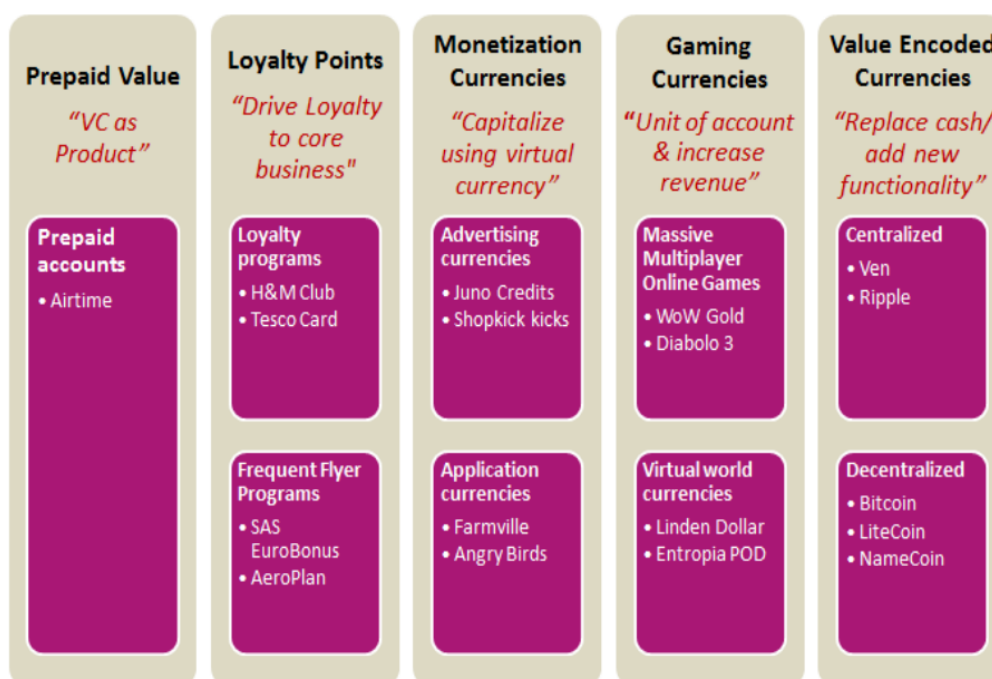 Prepaid Value
“VC as
Product”
Prepaid
accounts
• Airtime
Loyalty Points
“Drive Loyalty
to core
business"
Loyalty
programs
• H&M Club
• Tesco Card
Frequent Flyer
Programs
• SAS
EuroBonus
• AeroPlan
Monetization
Currencies
“Capitalize
using virtual
currency”
Advertising
currencies
• Juno Credits
• Shopkick kicks
Application
currencies
• Farmville
• Angry Birds
Gaming
Currencies
“Unit of account
& increase
revenue”
Massive
Multiplayer
Online Games
• WoW Gold
• Diabolo 3
Virtual world
currencies
• Linden Dollar
• Entropia POD
Value Encoded
Currencies
“Replace cash/
add new
functionality”
Centralized
• Ven
• Ripple
Decentralized
• Bitcoin
• LiteCoin
• NameCoin